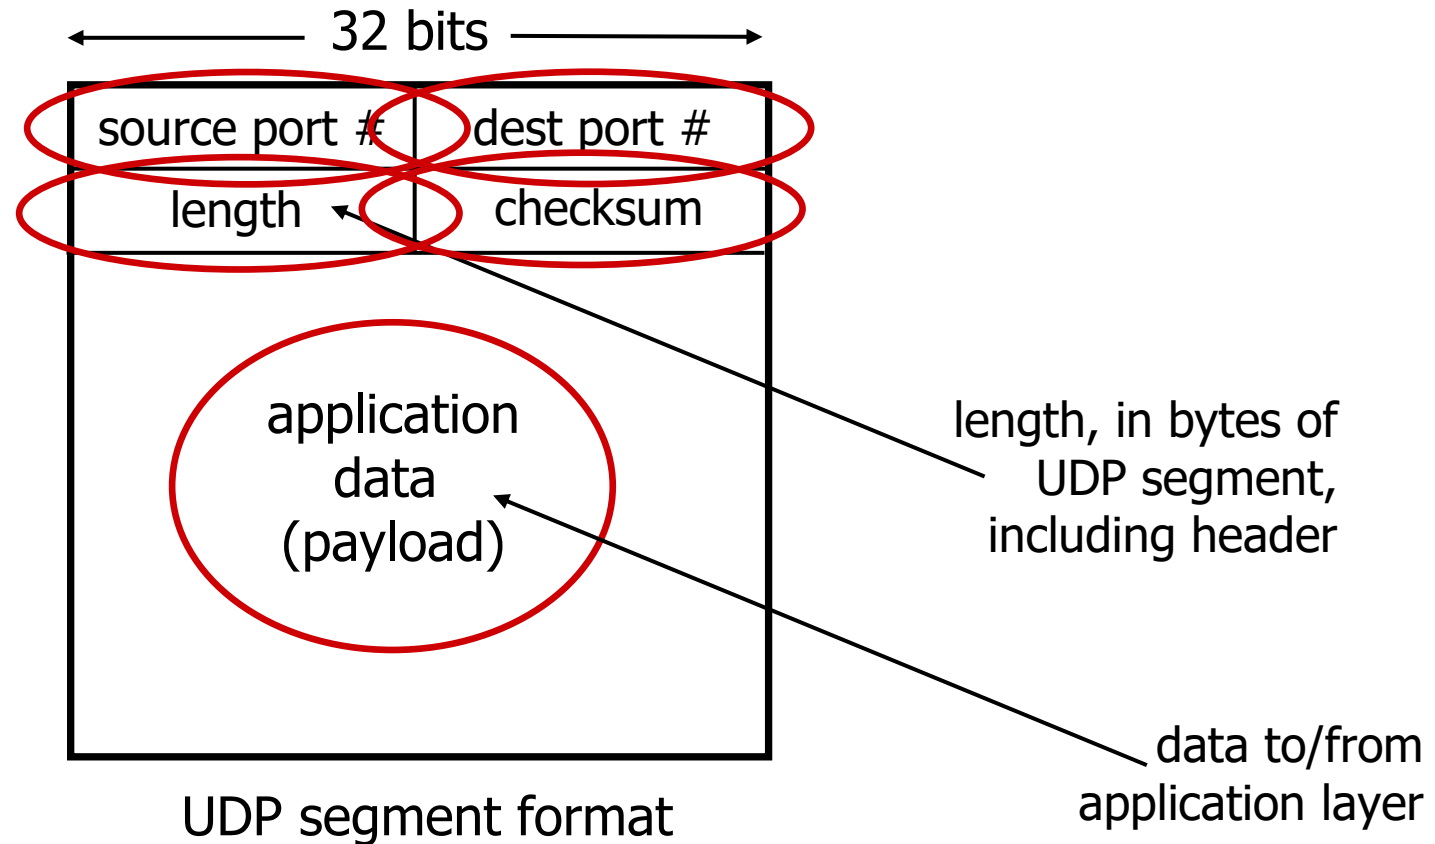 32 bits
source port #
dest port #
length
checksum
application
data
(payload)
length, in bytes of
UDP segment,
including header
data to/from
application layer
UDP segment format